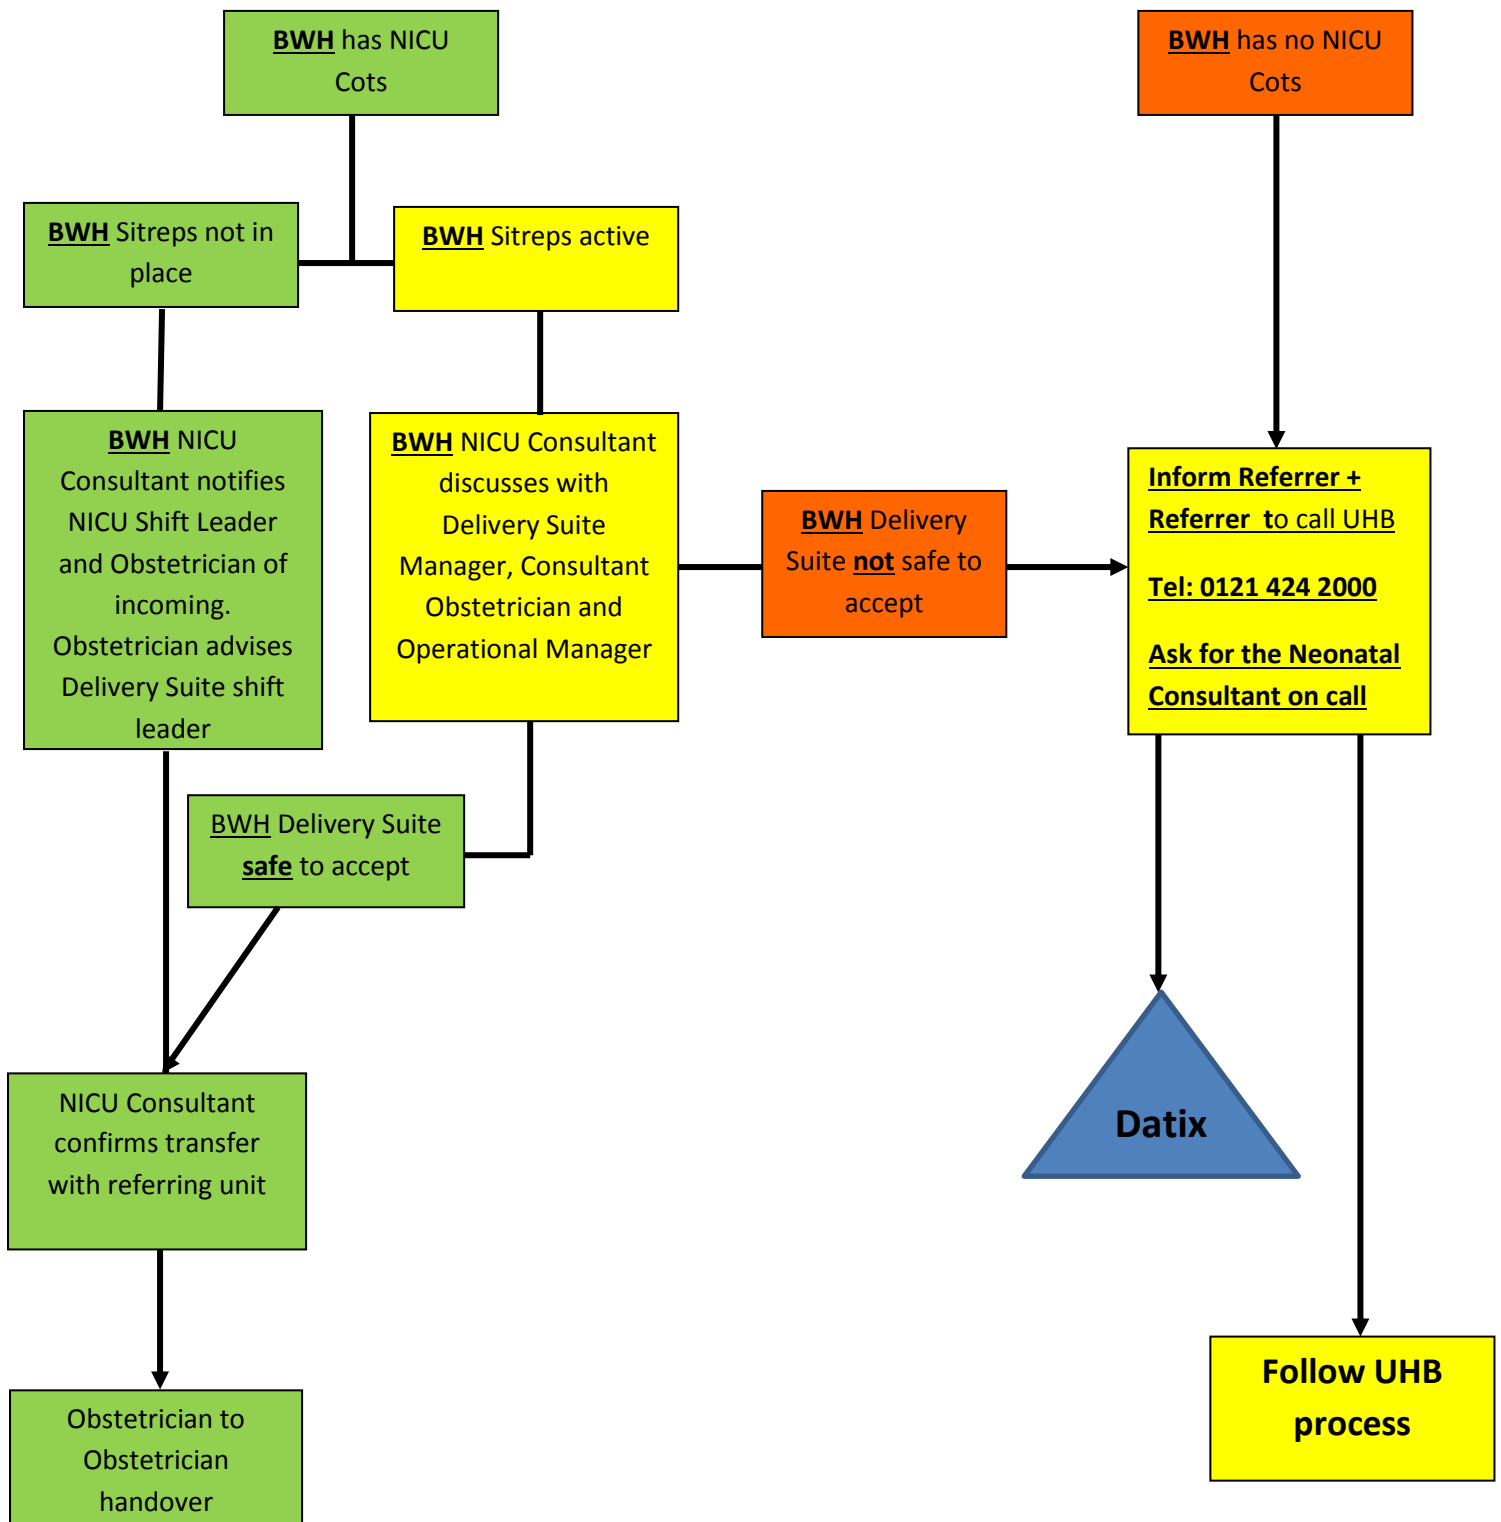 BWH has NICU
Cots
BWH has no NICU
Cots
BWH Sitreps not in
place
BWH Sitreps active
BWH NICU
Consultant notifies
NICU Shift Leader
and Obstetrician of
incoming.
Obstetrician advises
Delivery Suite shift
leader
BWH NICU Consultant
discusses with
Delivery Suite
Manager, Consultant
Obstetrician and
Operational Manager
BWH Delivery
Suite not safe to
accept
Inform Referrer +
Referrer to call UHB
Tel: 0121 424 2000
Ask for the Neonatal
Consultant on call
BWH Delivery Suite
safe to accept
NICU Consultant
confirms transfer
with referring unit
Datix
Obstetrician to
Obstetrician
handover
Follow UHB
process